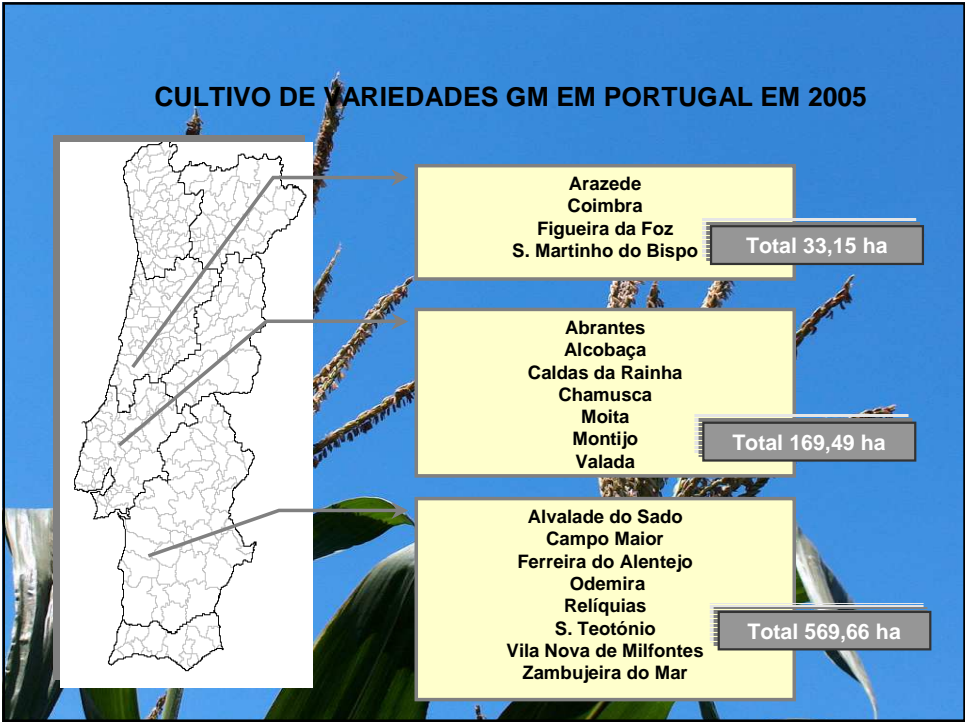 CULTIVO DE VARIEDADES GM EM PORTUGAL EM 2005
Arazede
Coimbra
Figueira da Foz
S. Martinho do Bispo
Total 33,15 ha
Abrantes
Alcobaça
Caldas da Rainha
Chamusca
Moita
Montijo
Valada
Total 169,49 ha
Alvalade do Sado
Campo Maior
Ferreira do Alentejo
Odemira
Relíquias
S. Teotónio
Vila Nova de Milfontes
Zambujeira do Mar
Total 569,66 ha